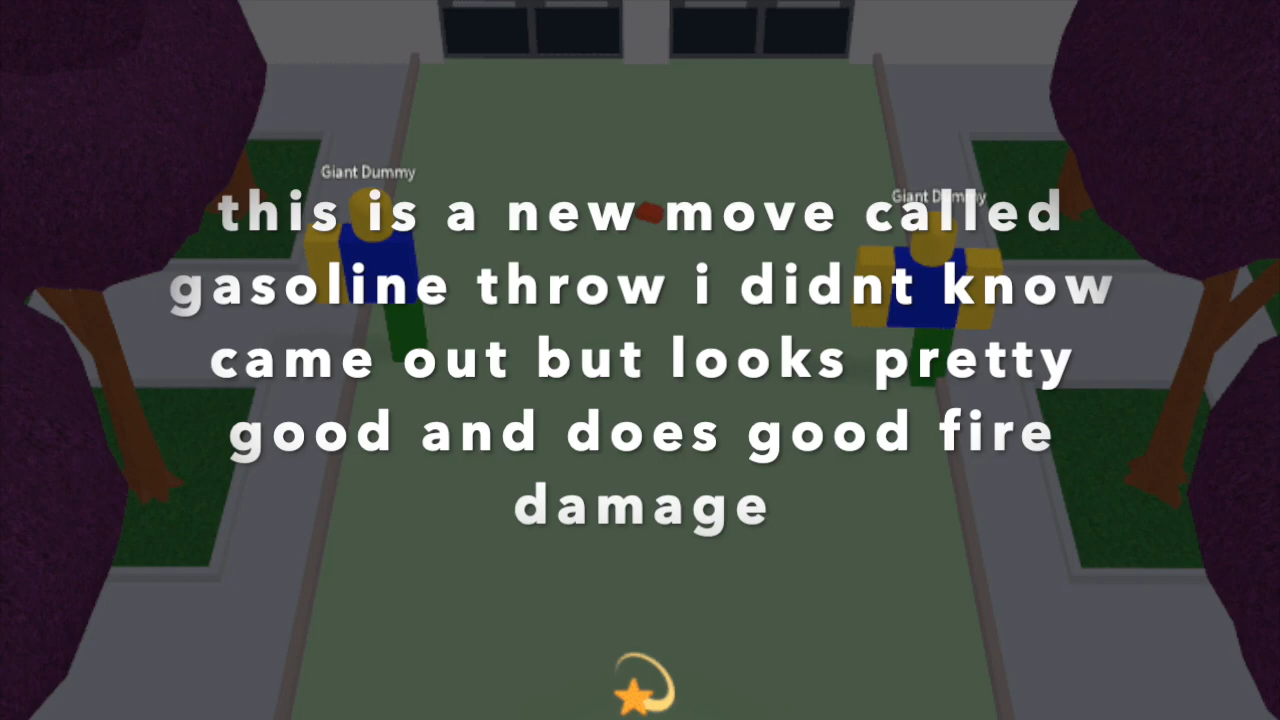 Giant Dummy
Giant Dummy
this is a new move called
gasoline throw i didnt know
came out but looks pretty
good and does good fire
damage